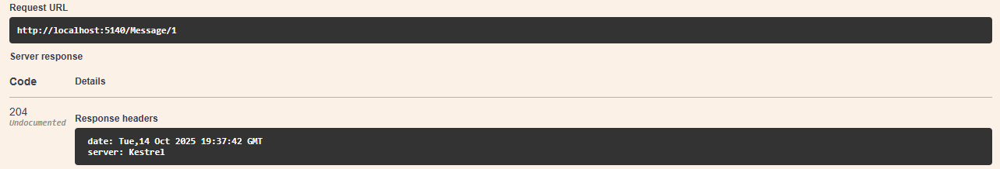 Request URL
http://localhost:5140/Message/1
Server response
Code Details
204
Undocumented
Response headers
date: Tue,14 Oct 2025 19:37:42 GMT
server: Kestrel